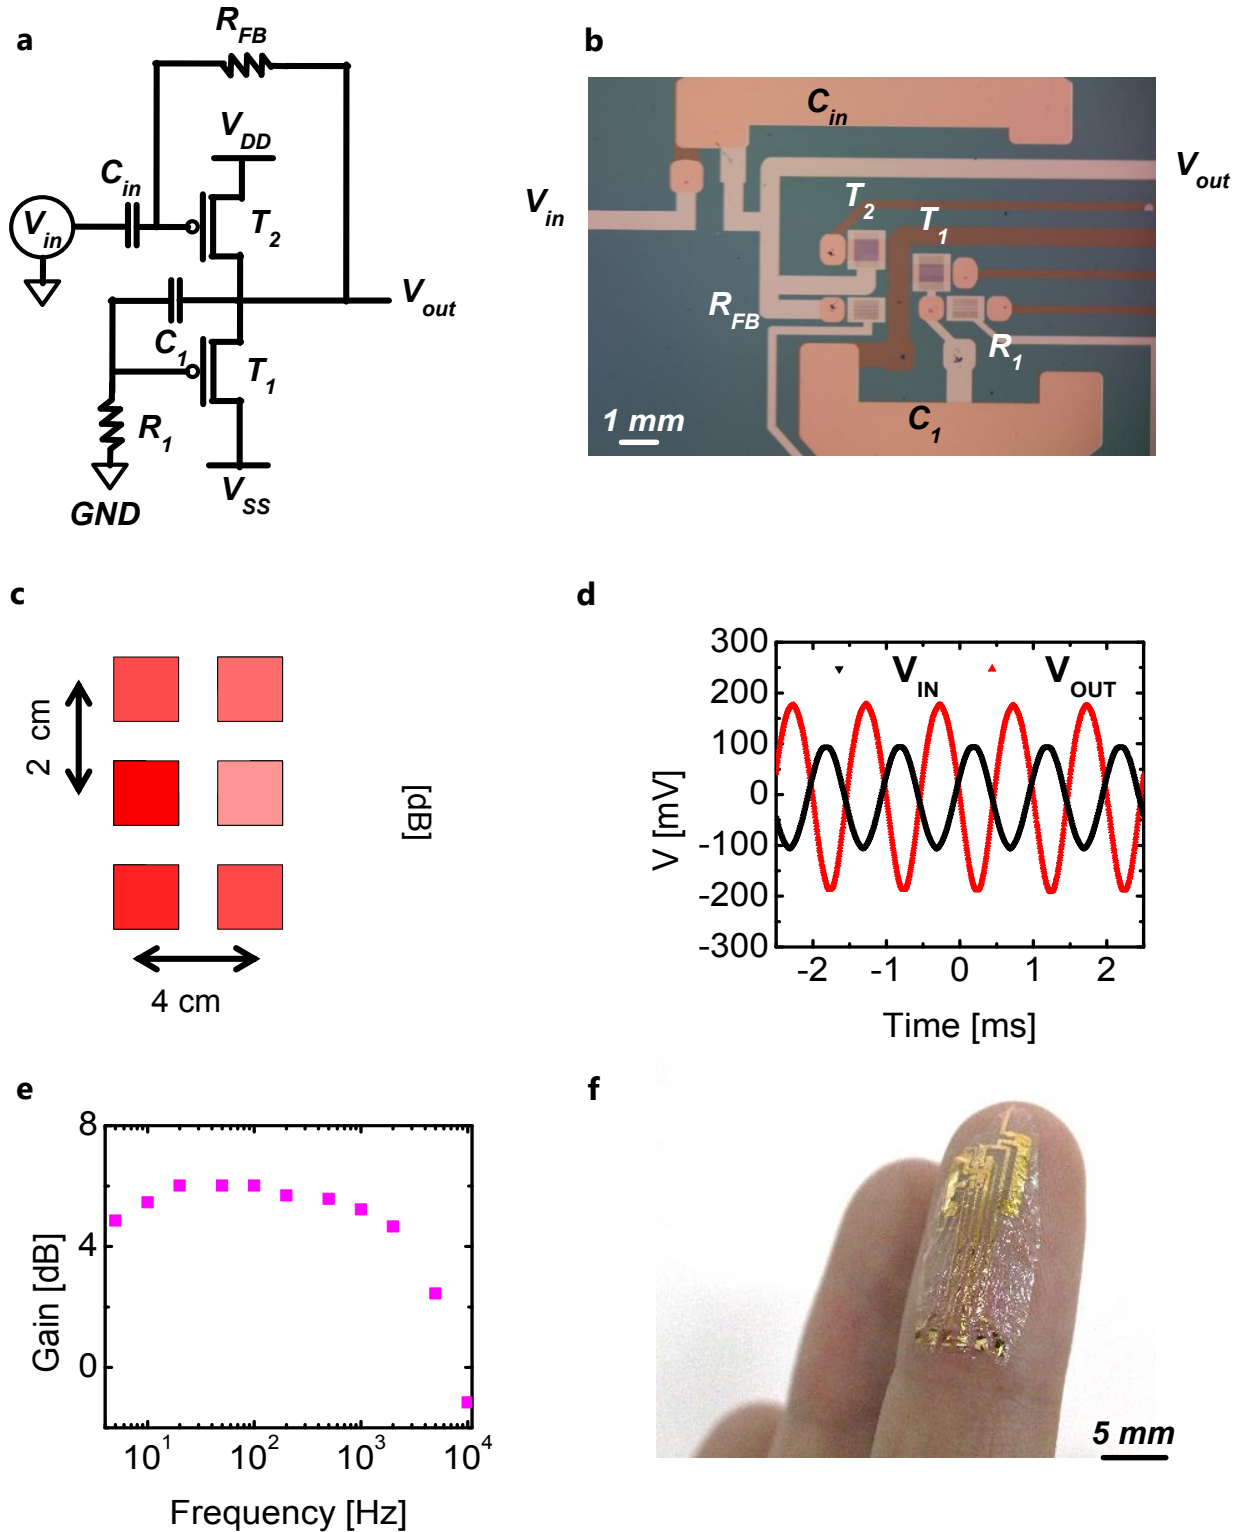 a
R_FB
V_DD
C_in
V_in
T_2
V_out
C_1
T_1
R_1
GND
V_SS
b
C_in
V_out
V_in
T_2
T_1
R_FB
R_1
C_1
1 mm
c
2 cm
4 cm
[dB]
d
V_IN V_OUT
300
200
100
0
-100
-200
-300
V [mV]
-2 -1 0 1 2
Time [ms]
e
8
4
0
Gain [dB]
10^1 10^2 10^3 10^4
Frequency [Hz]
f
5 mm